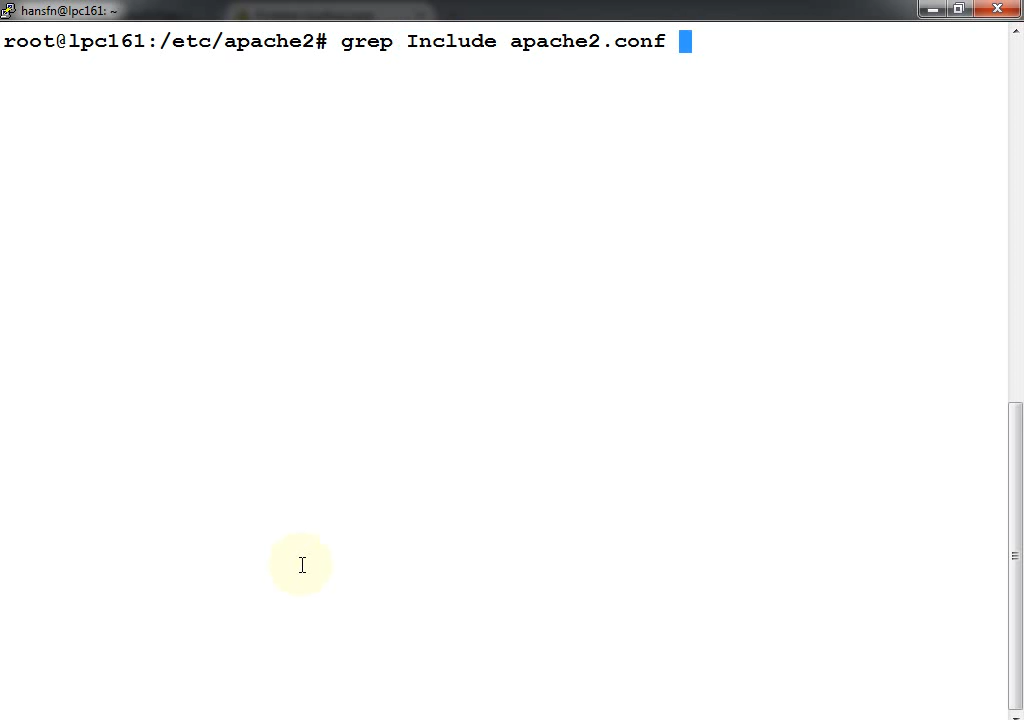 hansfn@lpc161: ~
root@lpc161:/etc/apache2# grep Include apache2.conf